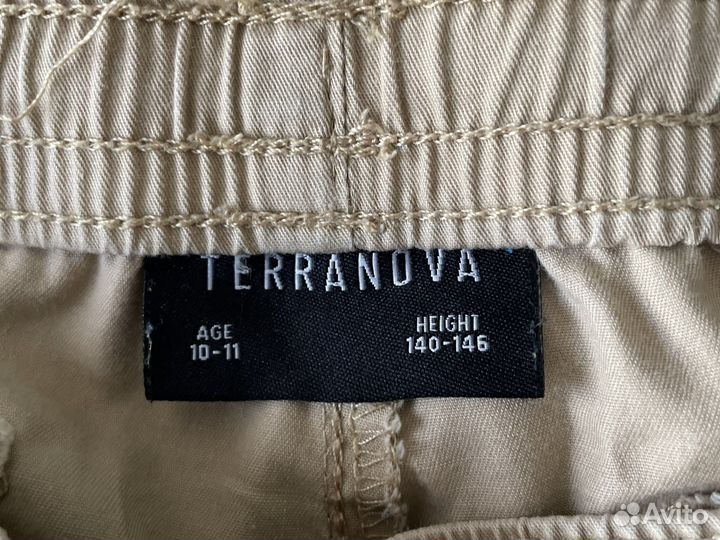 TERRANOVA
AGE
10-11
HEIGHT
140-146
Avito